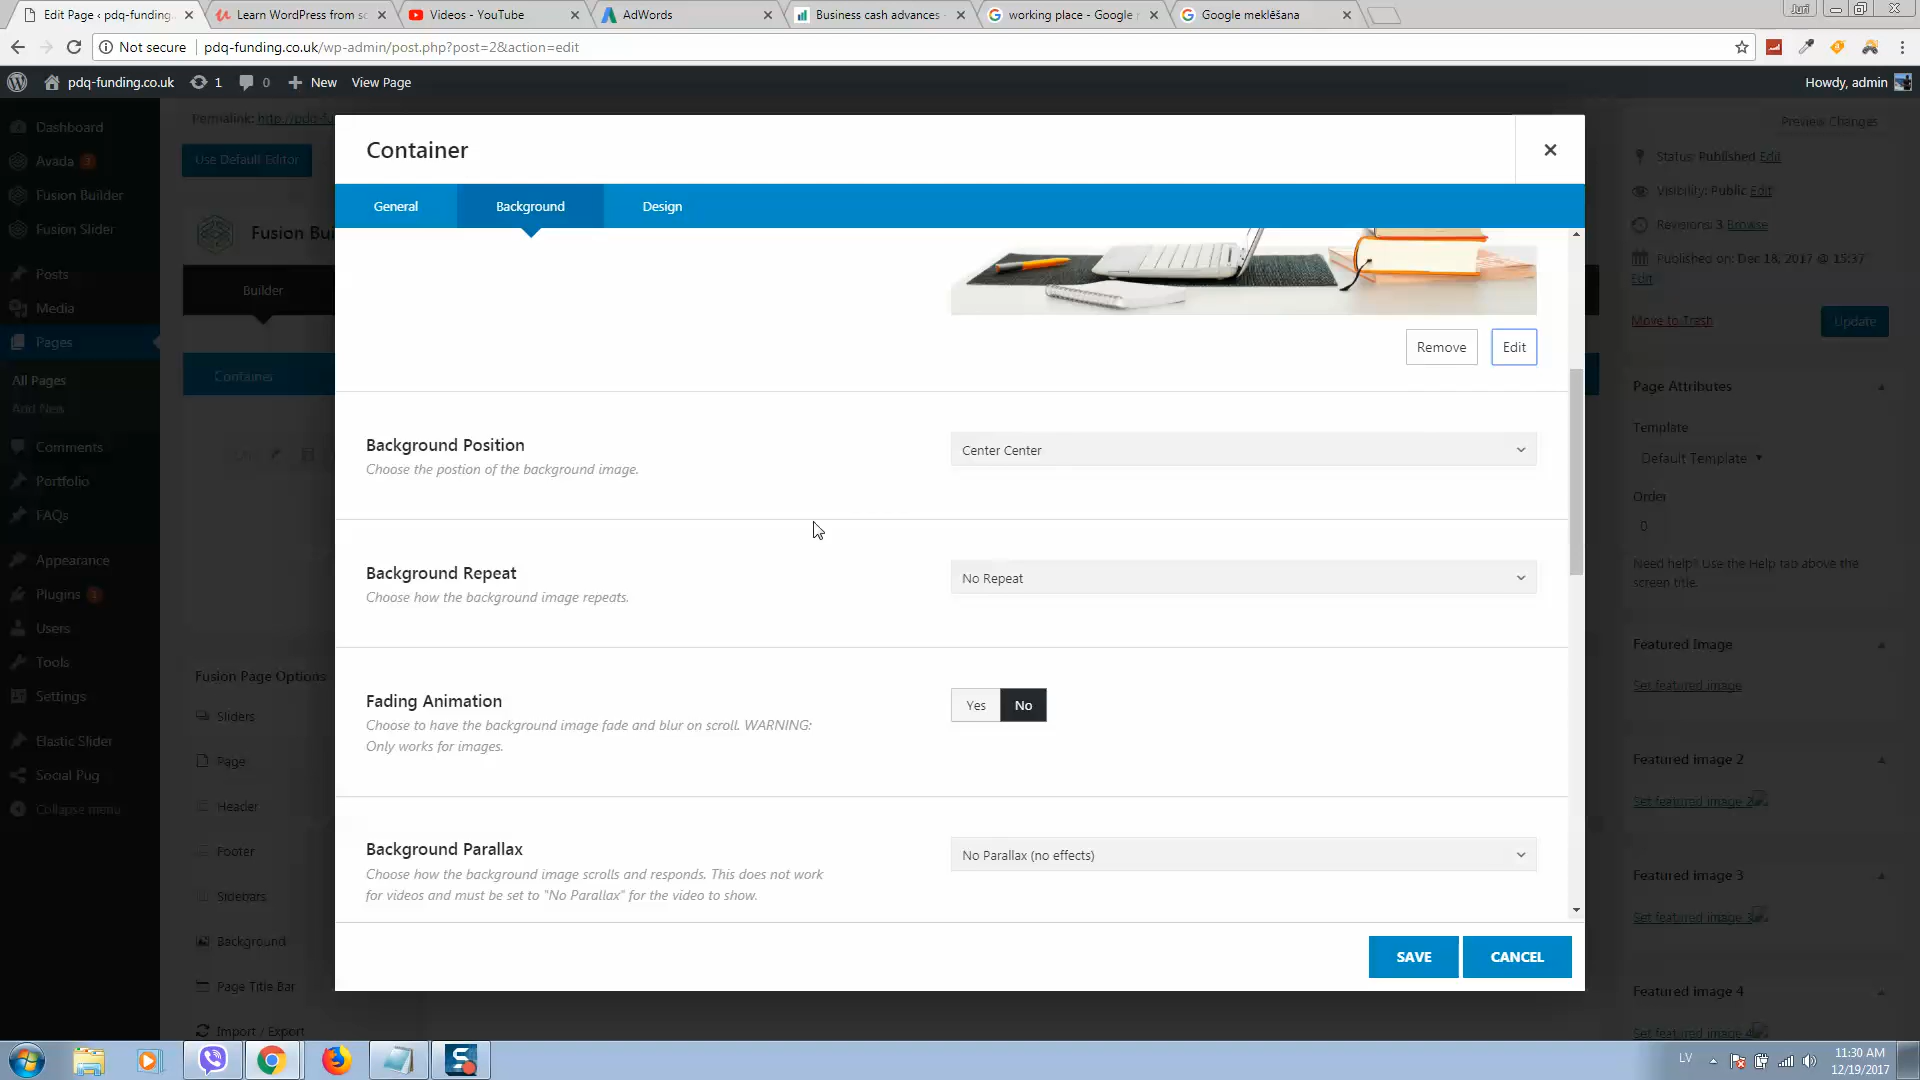 Edit Page ‹ pdq-funding.
Learn WordPress from sc
Videos - YouTube
AdWords
Business cash advances -
working place - Google
Google meklēšana
Juri
Not secure
pdq-funding.co.uk/wp-admin/post.php?post=2&action=edit
pdq-funding.co.uk
1
0
New
View Page
Howdy, admin
Dashboard
Avada 3
Fusion Builder
Fusion Slider
Posts
Media
Pages
All Pages
Add New
Comments
Portfolio
FAQs
Appearance
Plugins 1
Users
Tools
Settings
Elastic Slider
Social Pug
Collapse menu
Permalink: http://pdq-fu
Use Default Editor
Fusion Bui
Builder
Container
Fusion Page Options
Sliders
Page
Header
Footer
Sidebars
Background
Page Title Bar
Import / Export
Container
General
Background
Design
Remove
Edit
Background Position
Choose the postion of the background image.
Center Center
Background Repeat
Choose how the background image repeats.
No Repeat
Fading Animation
Choose to have the background image fade and blur on scroll. WARNING:
Only works for images.
Yes
No
Background Parallax
Choose how the background image scrolls and responds. This does not work
for videos and must be set to "No Parallax" for the video to show.
No Parallax (no effects)
SAVE
CANCEL
Preview Changes
Status: Published Edit
Visibility: Public Edit
Revisions: 3 Browse
Published on: Dec 18, 2017 @ 15:37
Edit
Move to Trash
Update
Page Attributes
Template
Default Template
Order
0
Need help? Use the Help tab above the
screen title.
Featured Image
Set featured image
Featured image 2
Set featured image 2
Featured image 3
Set featured image 3
Featured image 4
Set featured image 4
LV
11:30 AM
12/19/2017